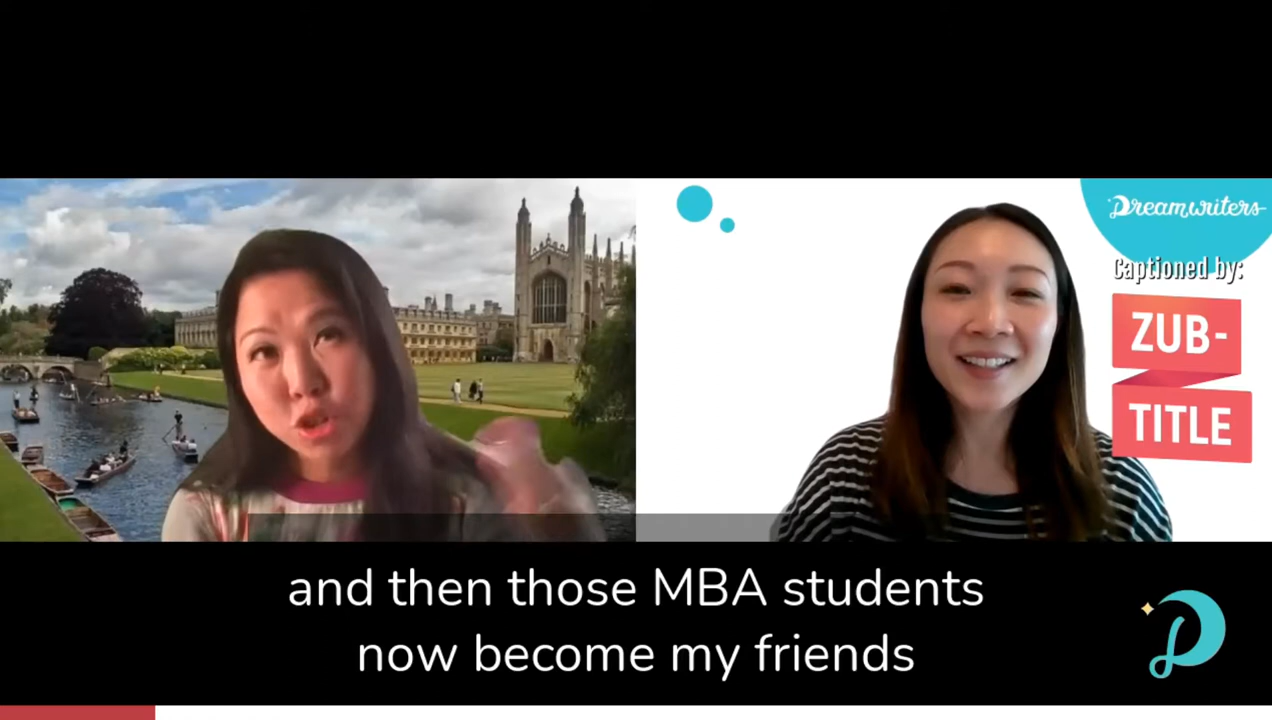 Dreamwriters
Captioned by:
ZUB-
TITLE
and then those MBA students
now become my friends